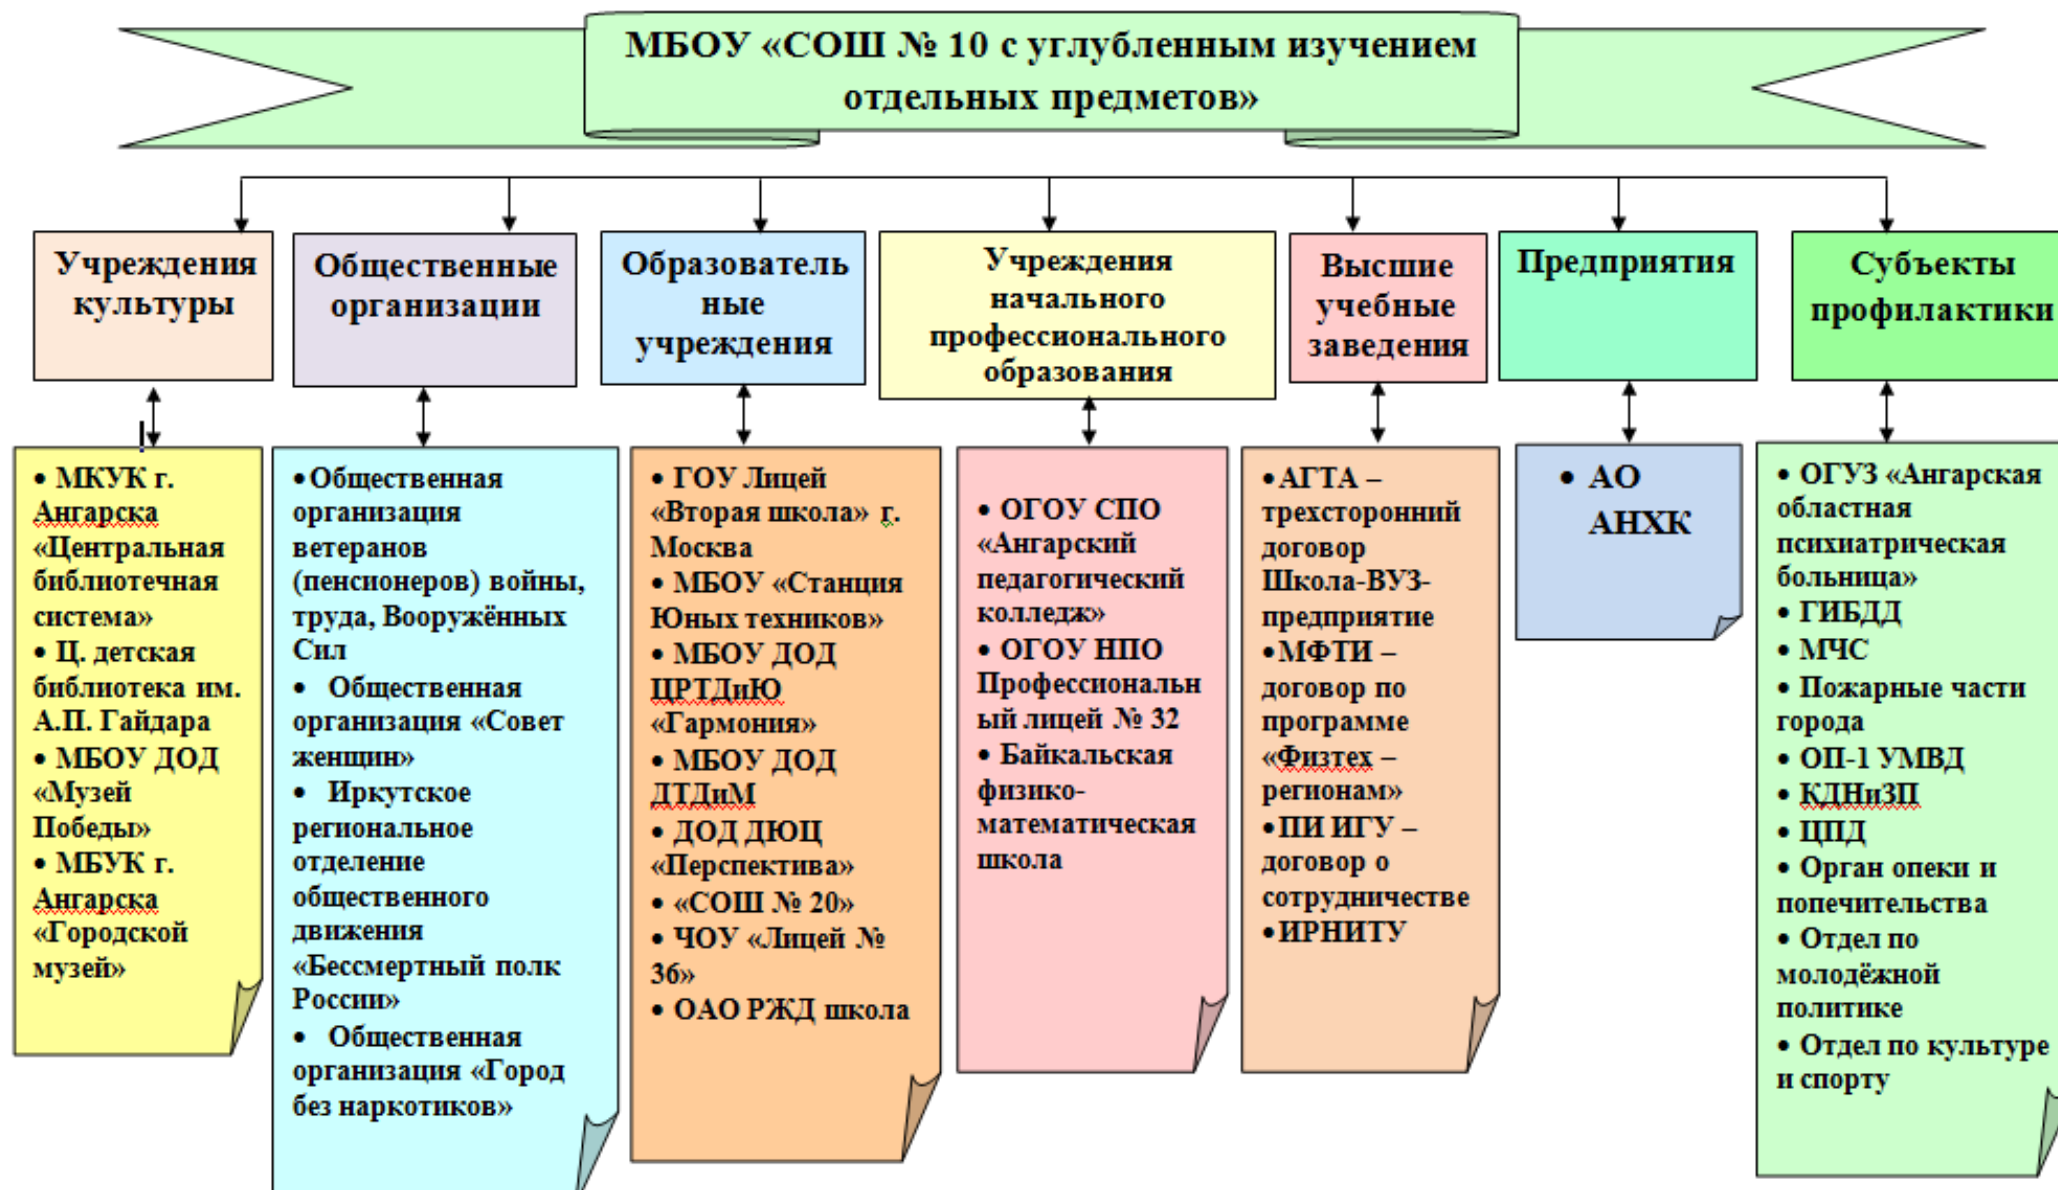 МБОУ «СОШ № 10 с углубленным изучением
отдельных предметов»
Учреждения
культуры
Общественные
организации
Образователь
ные
учреждения
Учреждения
начального
профессионального
образования
Высшие
учебные
заведения
Предприятия
Субъекты
профилактики
• МКУК г.
Ангарска
«Центральная
библиотечная
система»
• Ц. детская
библиотека им.
А.П. Гайдара
• МБОУ ДОД
«Музей
Победы»
• МБУК г.
Ангарска
«Городской
музей»
•Общественная
организация
ветеранов
(пенсионеров) войны,
труда, Вооружённых
Сил
• Общественная
организация «Совет
женщин»
• Иркутское
региональное
отделение
общественного
движения
«Бессмертный полк
России»
• Общественная
организация «Город
без наркотиков»
• ГОУ Лицей
«Вторая школа» г.
Москва
• МБОУ «Станция
Юных техников»
• МБОУ ДОД
ЦРТДиЮ
«Гармония»
• МБОУ ДОД
ДТДиМ
• ДОД ДЮЦ
«Перспектива»
• «СОШ № 20»
• ЧОУ «Лицей №
36»
• ОАО РЖД школа
• ОГОУ СПО
«Ангарский
педагогический
колледж»
• ОГОУ НПО
Профессиональн
ый лицей № 32
• Байкальская
физико-
математическая
школа
•АГТА –
трехсторонний
договор
Школа-ВУЗ-
предприятие
•МФТИ –
договор по
программе
«Физтех –
регионам»
•ПИ ИГУ –
договор о
сотрудничестве
•ИРНИТУ
• АО
АНХК
• ОГУЗ «Ангарская
областная
психиатрическая
больница»
• ГИБДД
• МЧС
• Пожарные части
города
• ОП-1 УМВД
• КДНиЗП
• ЦПД
• Орган опеки и
попечительства
• Отдел по
молодёжной
политике
• Отдел по культуре
и спорту